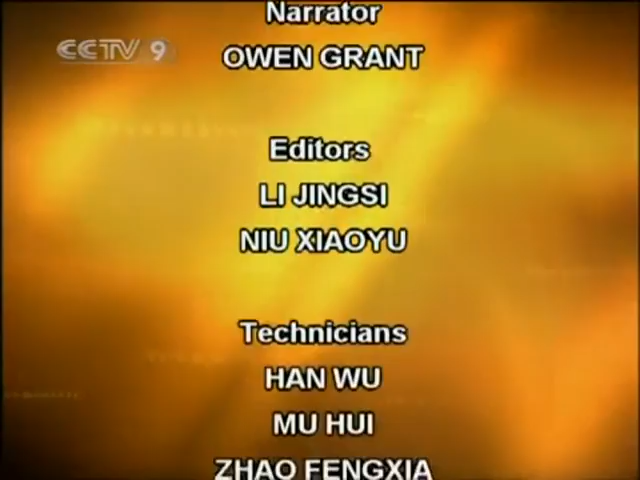 Narrator
CCTV 9
OWEN GRANT
Editors
LI JINGSI
NIU XIAOYU
Technicians
HAN WU
MU HUI
ZHAO FENGXIA